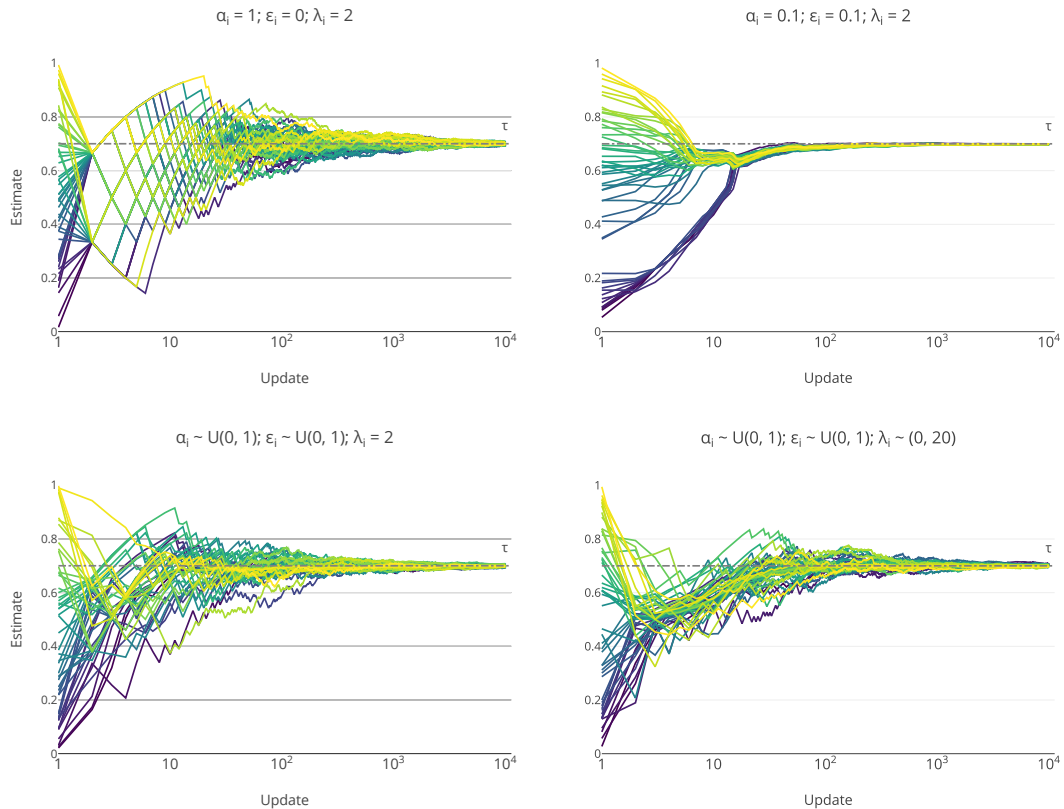 αᵢ = 1; εᵢ = 0; λᵢ = 2
1
0.8
0.6
0.4
0.2
0
τ
Estimate
1 10 10² 10³ 10⁴
Update
αᵢ = 0.1; εᵢ = 0.1; λᵢ = 2
1
0.8
0.6
0.4
0.2
0
τ
1 10 10² 10³ 10⁴
Update
αᵢ ~ U(0, 1); εᵢ ~ U(0, 1); λᵢ = 2
1
0.8
0.6
0.4
0.2
0
τ
Estimate
1 10 10² 10³ 10⁴
Update
αᵢ ~ U(0, 1); εᵢ ~ U(0, 1); λᵢ ~ (0, 20)
1
0.8
0.6
0.4
0.2
0
τ
1 10 10² 10³ 10⁴
Update